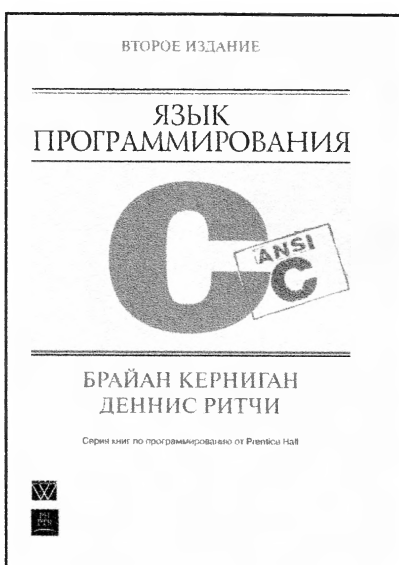 ВТОРОЕ ИЗДАНИЕ
ЯЗЫК
ПРОГРАММИРОВАНИЯ
C
ANSI
C
БРАЙАН КЕРНИГАН
ДЕННИС РИТЧИ
Серия книг по программированию от Prentice Hall
W